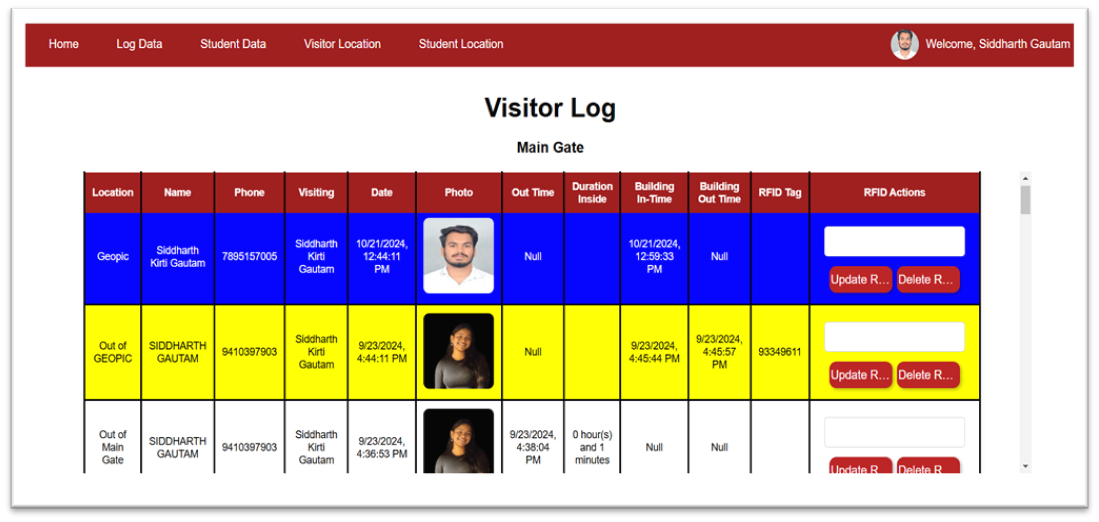 Home Log Data Student Data Visitor Location Student Location Welcome, Siddharth Gautam
Visitor Log
Main Gate
Location Name Phone Visiting Date Photo Out Time Duration Inside Building In-Time Building Out Time RFID Tag RFID Actions
Geopic Siddharth Kirti Gautam 7895157005 Siddharth Kirti Gautam 10/21/2024, 12:44:11 PM Null 10/21/2024, 12:59:33 PM Null
Update R... Delete R...
Out of GEOPIC SIDDHARTH GAUTAM 9410397903 Siddharth Kirti Gautam 9/23/2024, 4:44:11 PM Null 9/23/2024, 4:45:44 PM 9/23/2024, 4:45:57 PM 93349611
Update R... Delete R...
Out of Main Gate SIDDHARTH GAUTAM 9410397903 Siddharth Kirti Gautam 9/23/2024, 4:36:53 PM 9/23/2024, 4:38:04 PM 0 hour(s) and 1 minutes Null Null
Update R... Delete R...